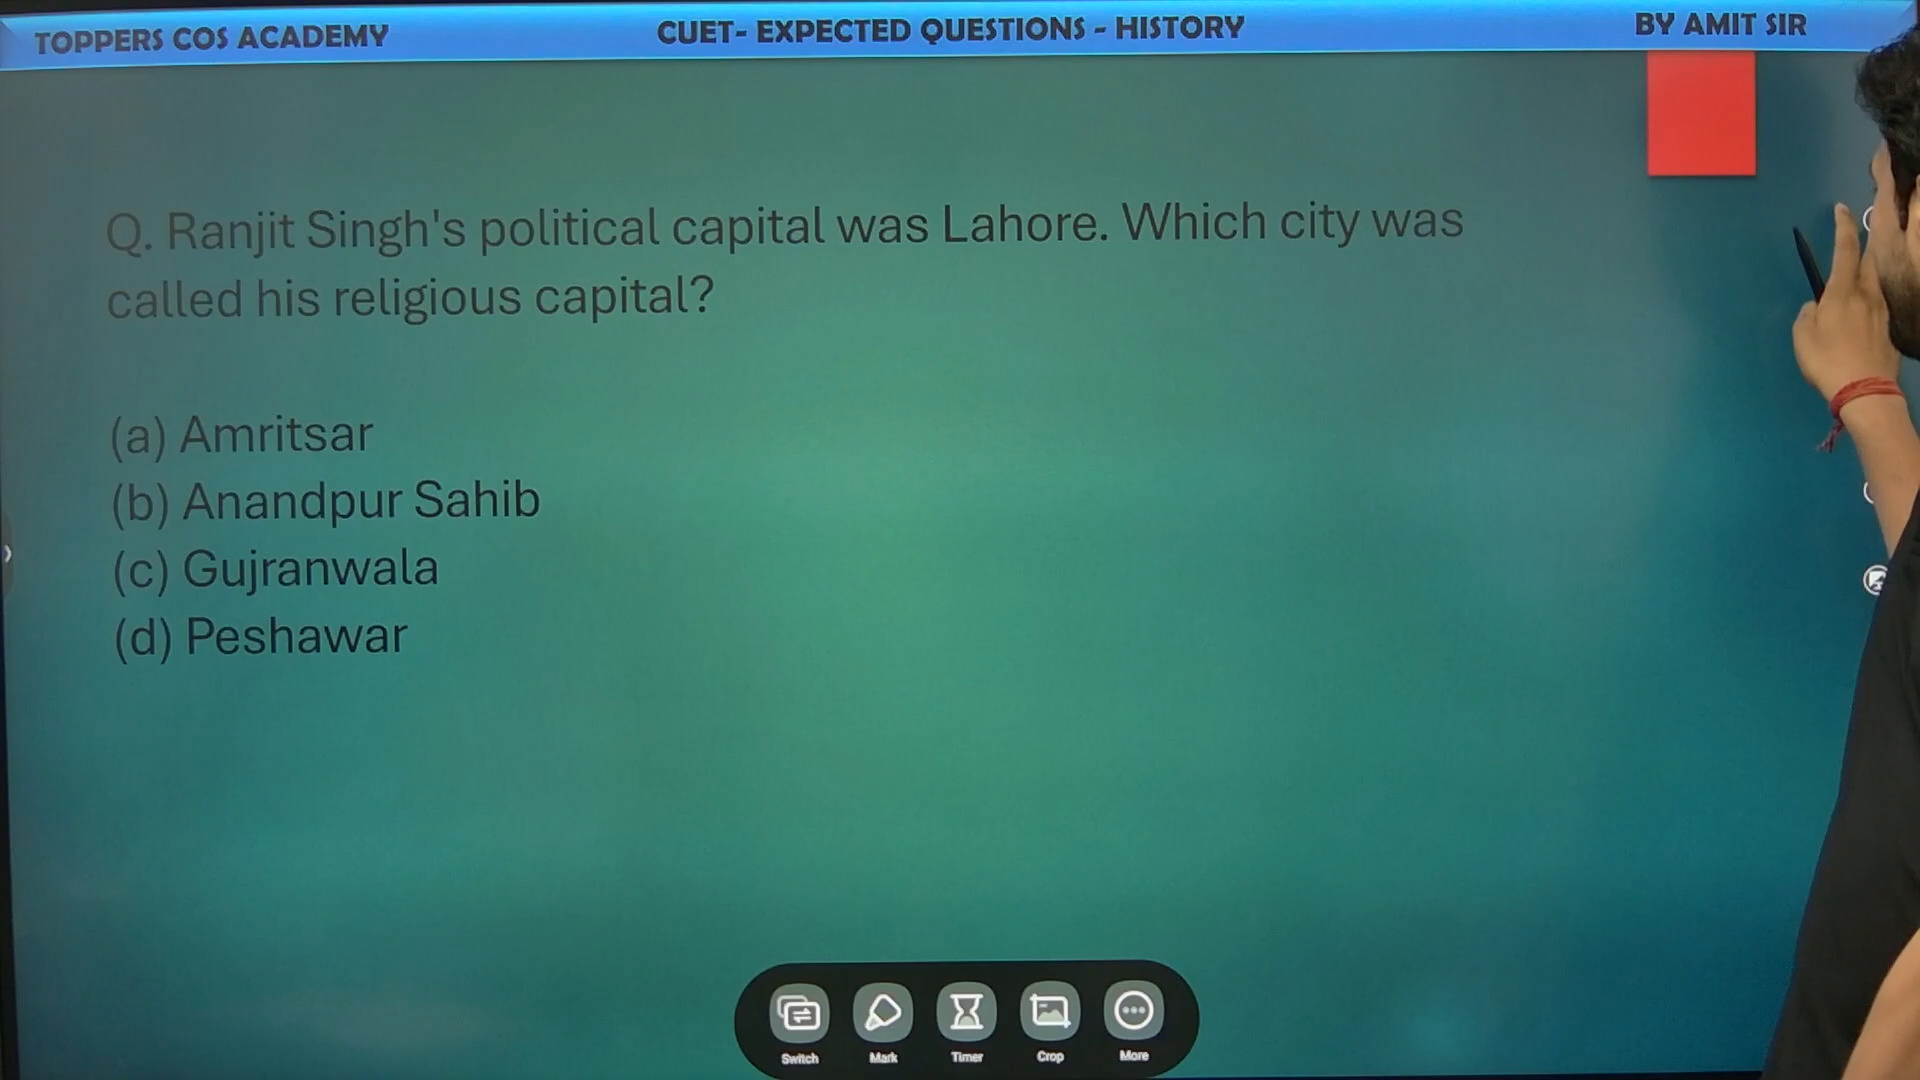 TOPPERS COS ACADEMY
CUET- EXPECTED QUESTIONS - HISTORY
BY AMIT SIR
Q. Ranjit Singh's political capital was Lahore. Which city was
called his religious capital?
(a) Amritsar
(b) Anandpur Sahib
(c) Gujranwala
(d) Peshawar
Switch
Mark
Timer
Crop
More